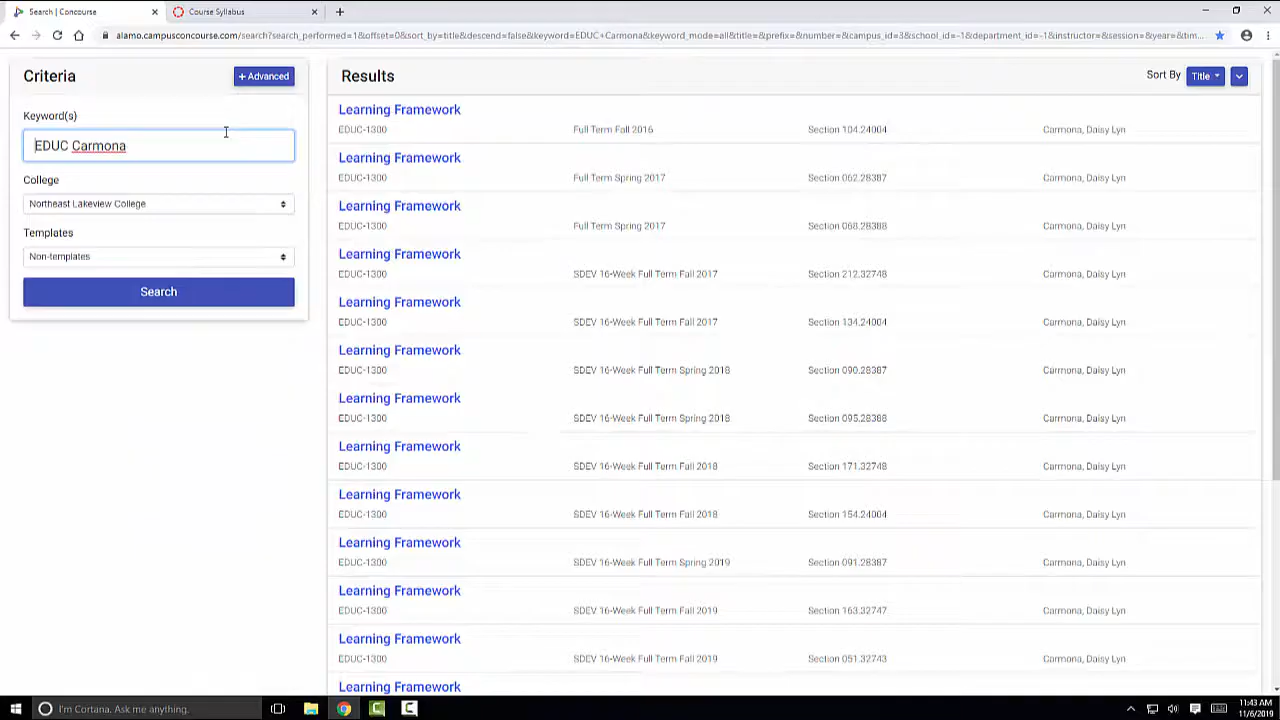 Search | Concourse
Course Syllabus
alamo.campusconcourse.com/search?search_performed=1&offset=0&sort_by=title&descend=false&keyword=EDUC+Carmona&keyword_mode=all&title=&prefix=&number=&campus_id=3&school_id=-1&department_id=-1&instructor=&session=&year=&tim...
Criteria
+ Advanced
Keyword(s)
EDUC Carmona
College
Northeast Lakeview College
Templates
Non-templates
Search
Results
Sort By Title
Learning Framework
EDUC-1300 Full Term Fall 2016 Section 104.24004 Carmona, Daisy Lyn
Learning Framework
EDUC-1300 Full Term Spring 2017 Section 062.28387 Carmona, Daisy Lyn
Learning Framework
EDUC-1300 Full Term Spring 2017 Section 068.28388 Carmona, Daisy Lyn
Learning Framework
EDUC-1300 SDEV 16-Week Full Term Fall 2017 Section 212.32748 Carmona, Daisy Lyn
Learning Framework
EDUC-1300 SDEV 16-Week Full Term Fall 2017 Section 134.24004 Carmona, Daisy Lyn
Learning Framework
EDUC-1300 SDEV 16-Week Full Term Spring 2018 Section 090.28387 Carmona, Daisy Lyn
Learning Framework
EDUC-1300 SDEV 16-Week Full Term Spring 2018 Section 095.28388 Carmona, Daisy Lyn
Learning Framework
EDUC-1300 SDEV 16-Week Full Term Fall 2018 Section 171.32748 Carmona, Daisy Lyn
Learning Framework
EDUC-1300 SDEV 16-Week Full Term Fall 2018 Section 154.24004 Carmona, Daisy Lyn
Learning Framework
EDUC-1300 SDEV 16-Week Full Term Spring 2019 Section 091.28387 Carmona, Daisy Lyn
Learning Framework
EDUC-1300 SDEV 16-Week Full Term Fall 2019 Section 163.32747 Carmona, Daisy Lyn
Learning Framework
EDUC-1300 SDEV 16-Week Full Term Fall 2019 Section 051.32743 Carmona, Daisy Lyn
Learning Framework
I'm Cortana. Ask me anything.
11:43 AM
11/6/2019